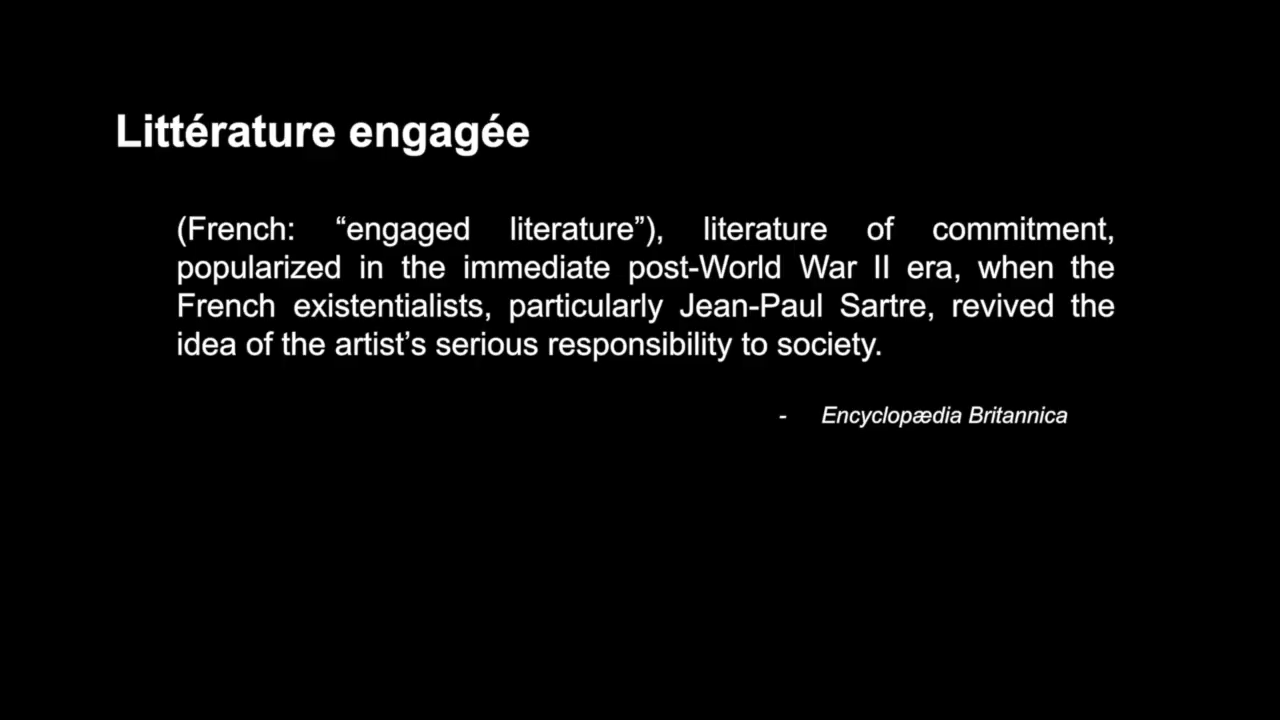 Littérature engagée
(French: “engaged literature”), literature of commitment,
popularized in the immediate post-World War II era, when the
French existentialists, particularly Jean-Paul Sartre, revived the
idea of the artist’s serious responsibility to society.
- Encyclopædia Britannica